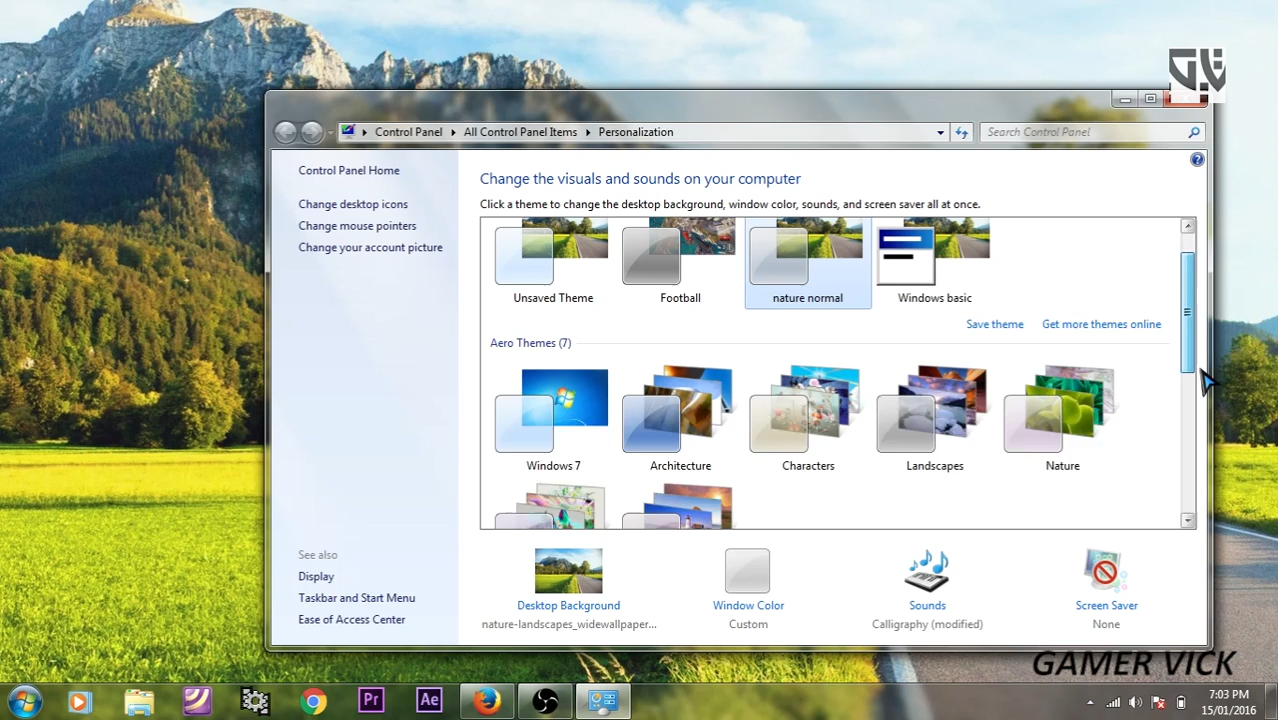 GV
Control Panel
All Control Panel Items
Personalization
Search Control Panel
Control Panel Home
Change desktop icons
Change mouse pointers
Change your account picture
Change the visuals and sounds on your computer
Click a theme to change the desktop background, window color, sounds, and screen saver all at once.
Unsaved Theme
Football
nature normal
Windows basic
Save theme
Get more themes online
Aero Themes (7)
Windows 7
Architecture
Characters
Landscapes
Nature
See also
Display
Taskbar and Start Menu
Ease of Access Center
Desktop Background
nature-landscapes_widewallpaper...
Window Color
Custom
Sounds
Calligraphy (modified)
Screen Saver
None
GAMER VICK
Pr
Ae
7:03 PM
15/01/2016